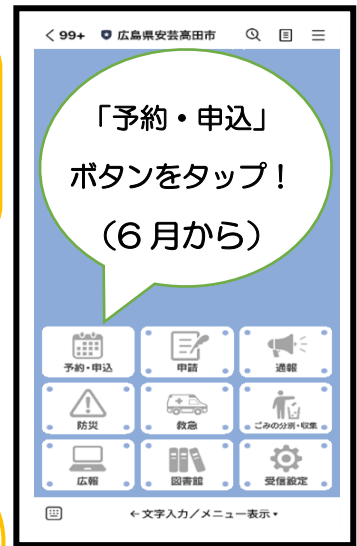 99+ 広島県安芸高田市
「予約・申込」
ボタンをタップ！
（6月から）
予約・申込 申請 通報
防災 救急 ごみの分別・収集
広報 図書館 受信設定
←文字入力/メニュー表示▾